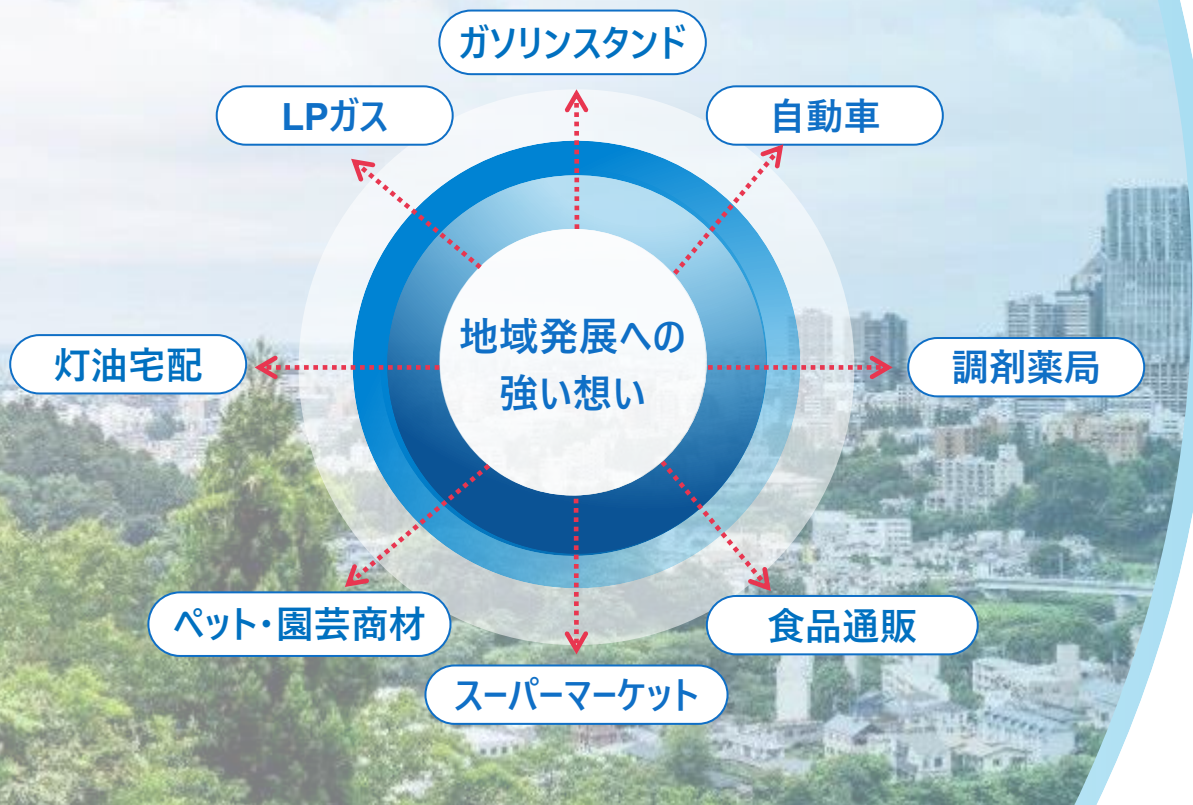 ガソリンスタンド
LPガス
自動車
地域発展への
強い想い
灯油宅配
調剤薬局
ペット・園芸商材
食品通販
スーパーマーケット